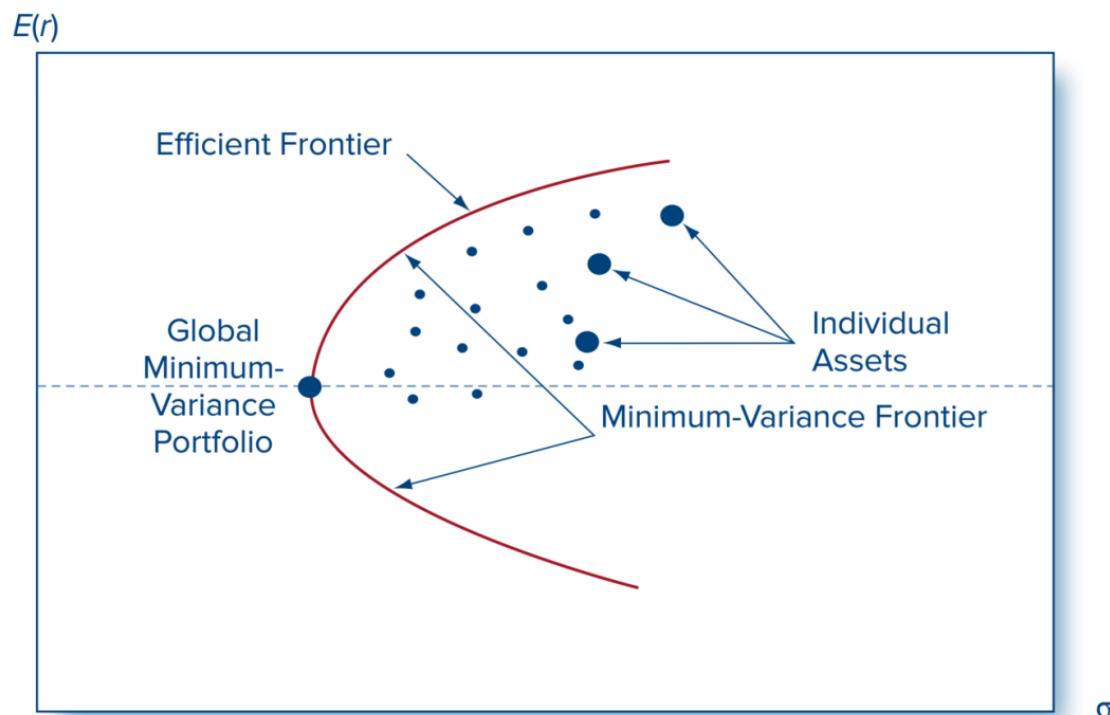 E(r)
Efficient Frontier
Global
Minimum-
Variance
Portfolio
Individual
Assets
Minimum-Variance Frontier
σ